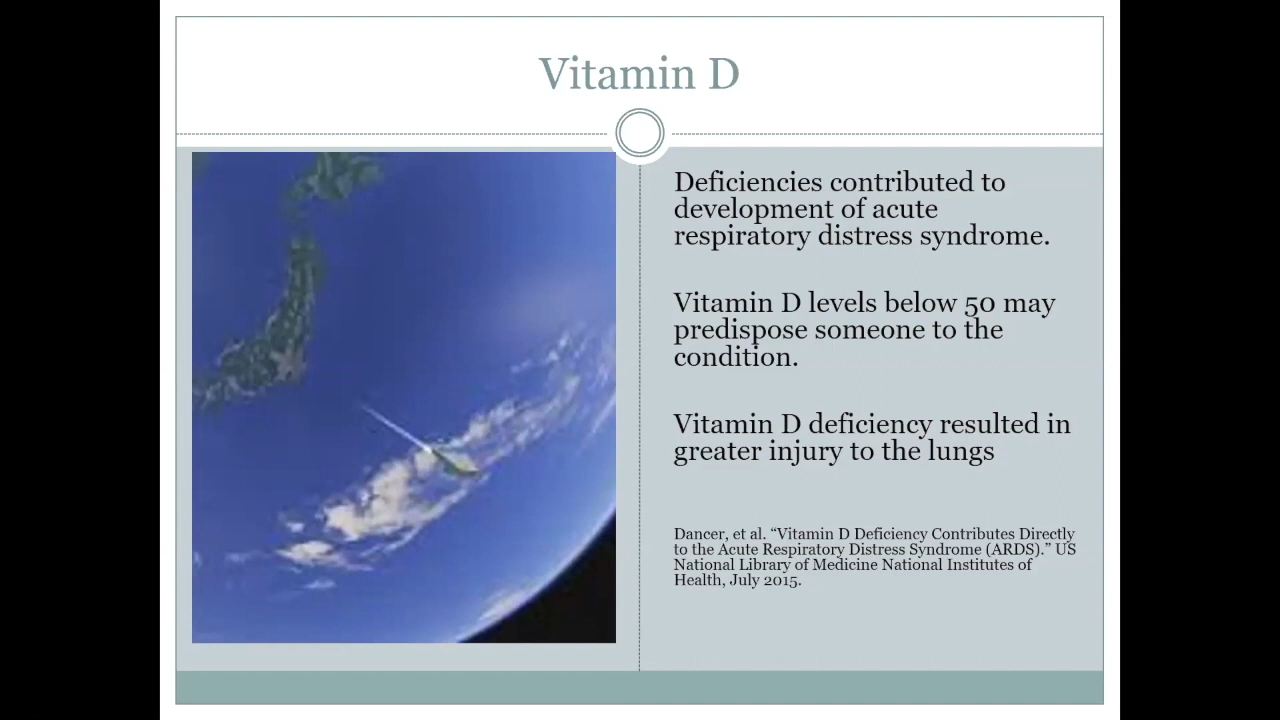 Vitamin D
Deficiencies contributed to
development of acute
respiratory distress syndrome.
Vitamin D levels below 50 may
predispose someone to the
condition.
Vitamin D deficiency resulted in
greater injury to the lungs
Dancer, et al. “Vitamin D Deficiency Contributes Directly
to the Acute Respiratory Distress Syndrome (ARDS).” US
National Library of Medicine National Institutes of
Health, July 2015.